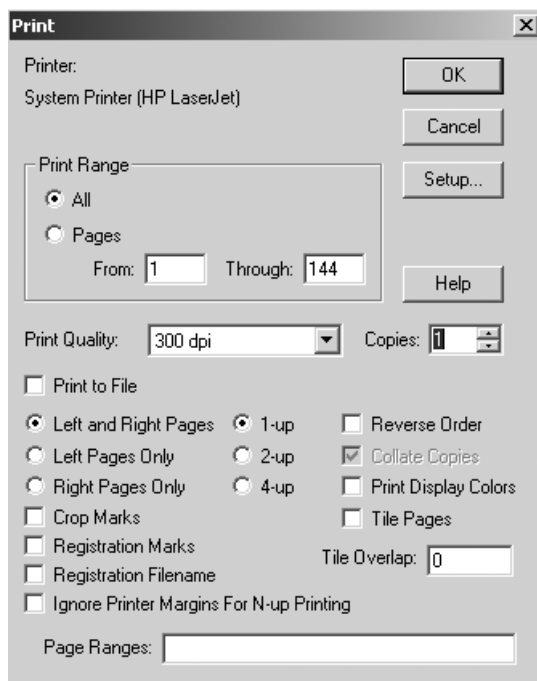 Print
Printer:
System Printer (HP LaserJet)
OK
Cancel
Setup...
Help
Print Range
All
Pages
From: 1 Through: 144
Print Quality: 300 dpi Copies: 1
Print to File
Left and Right Pages 1-up Reverse Order
Left Pages Only 2-up Collate Copies
Right Pages Only 4-up Print Display Colors
Crop Marks Tile Pages
Registration Marks
Tile Overlap: 0
Registration Filename
Ignore Printer Margins For N-up Printing
Page Ranges: